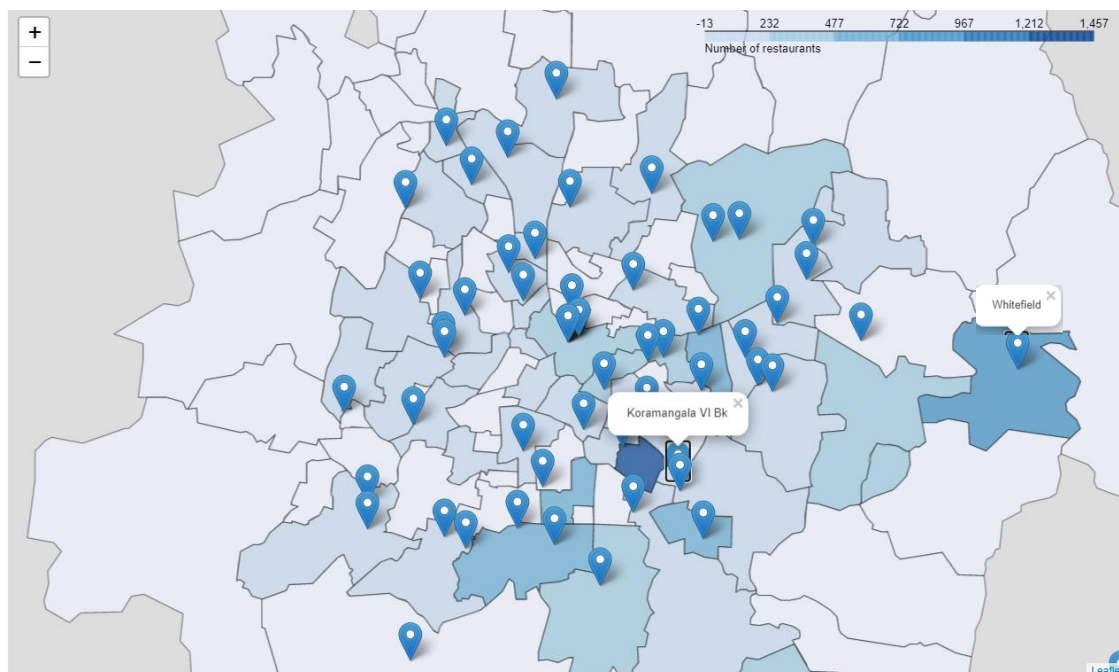 +
−
-13 232 477 722 967 1,212 1,457
Number of restaurants
Whitefield ×
Koramangala VI Bk ×